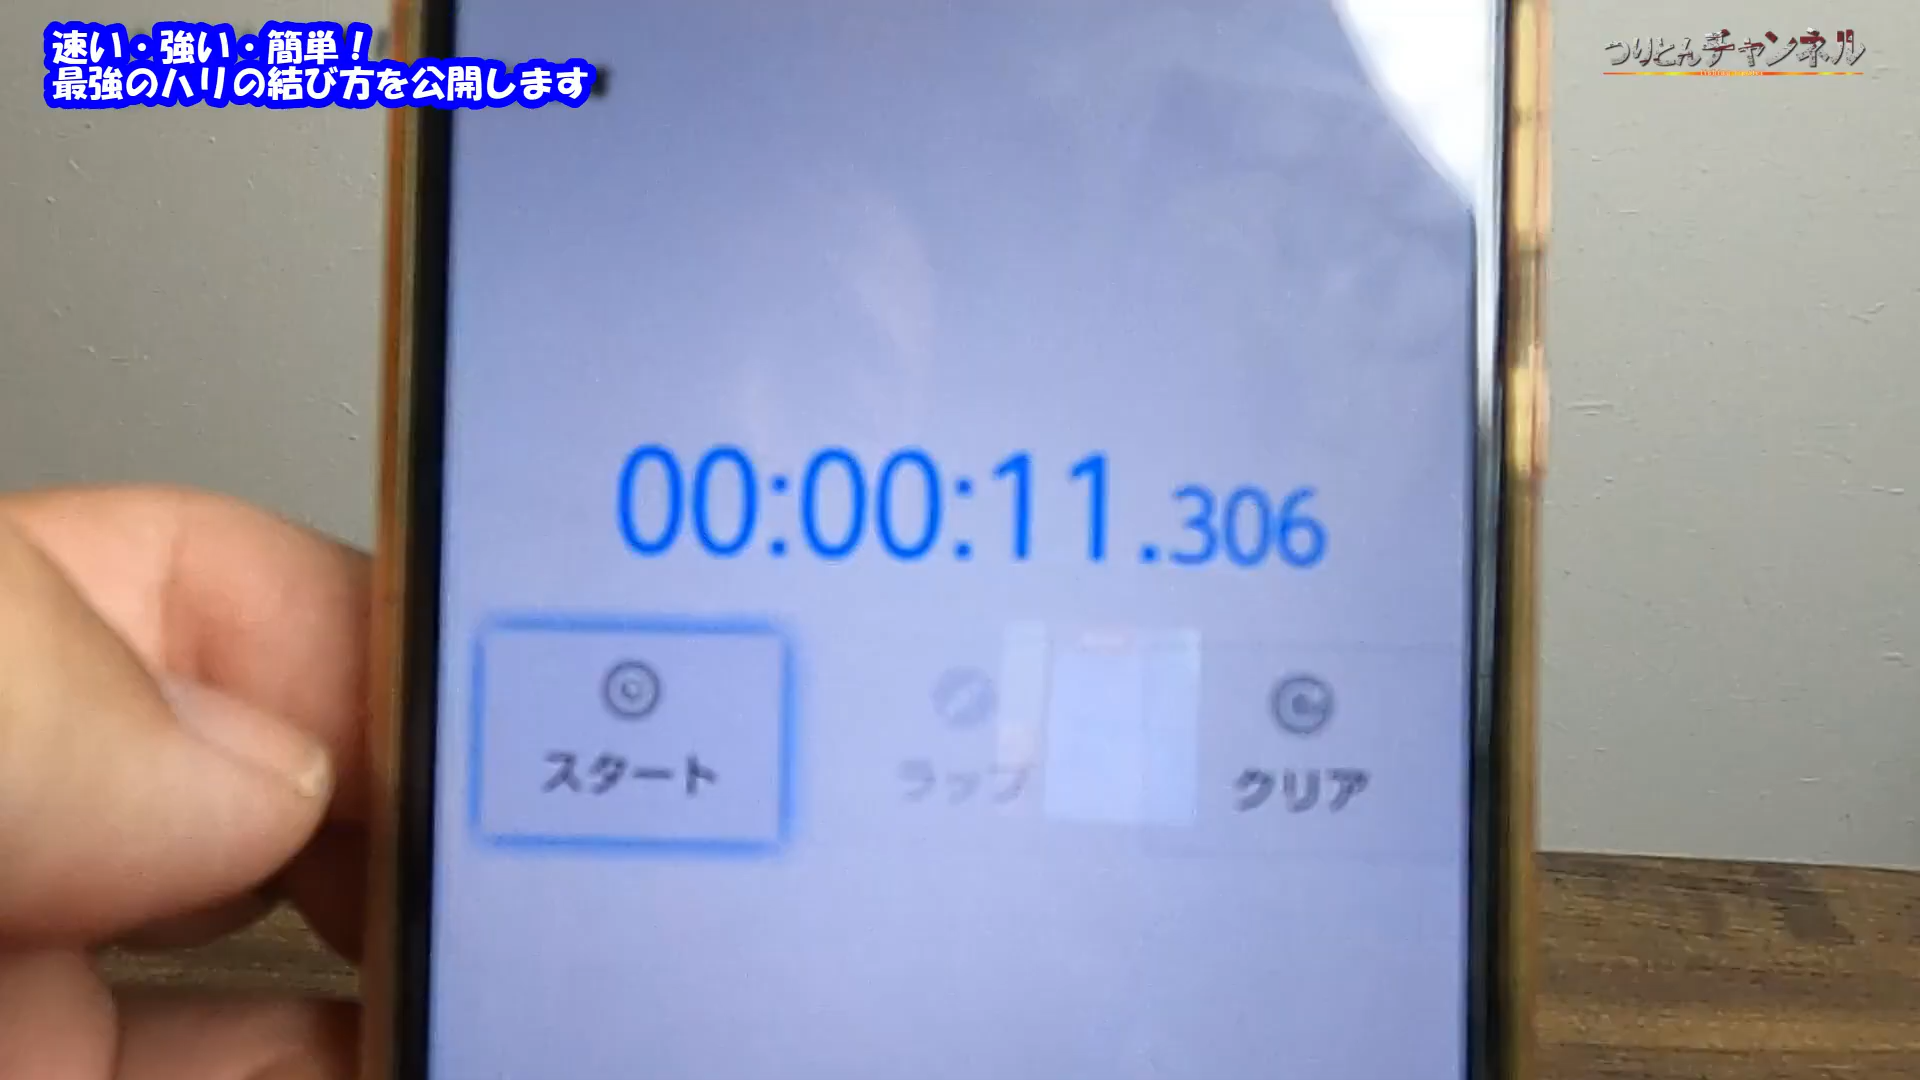 速い・強い・簡単！
最強のハリの結び方を公開します
つりとんチャンネル
00:00:11.306
スタート
ラップ
クリア